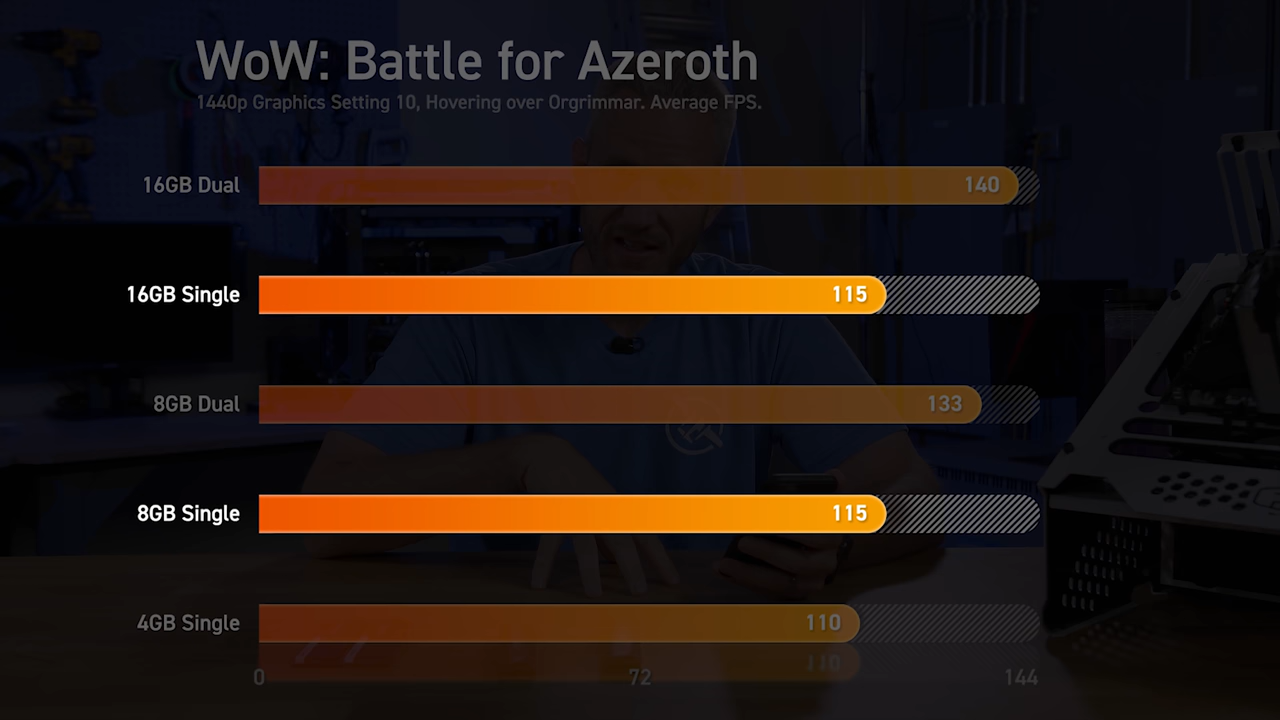 WoW: Battle for Azeroth
1440p Graphics Setting 10, Hovering over Orgrimmar. Average FPS.
16GB Dual 140
16GB Single 115
8GB Dual 133
8GB Single 115
4GB Single 110
0 72 144